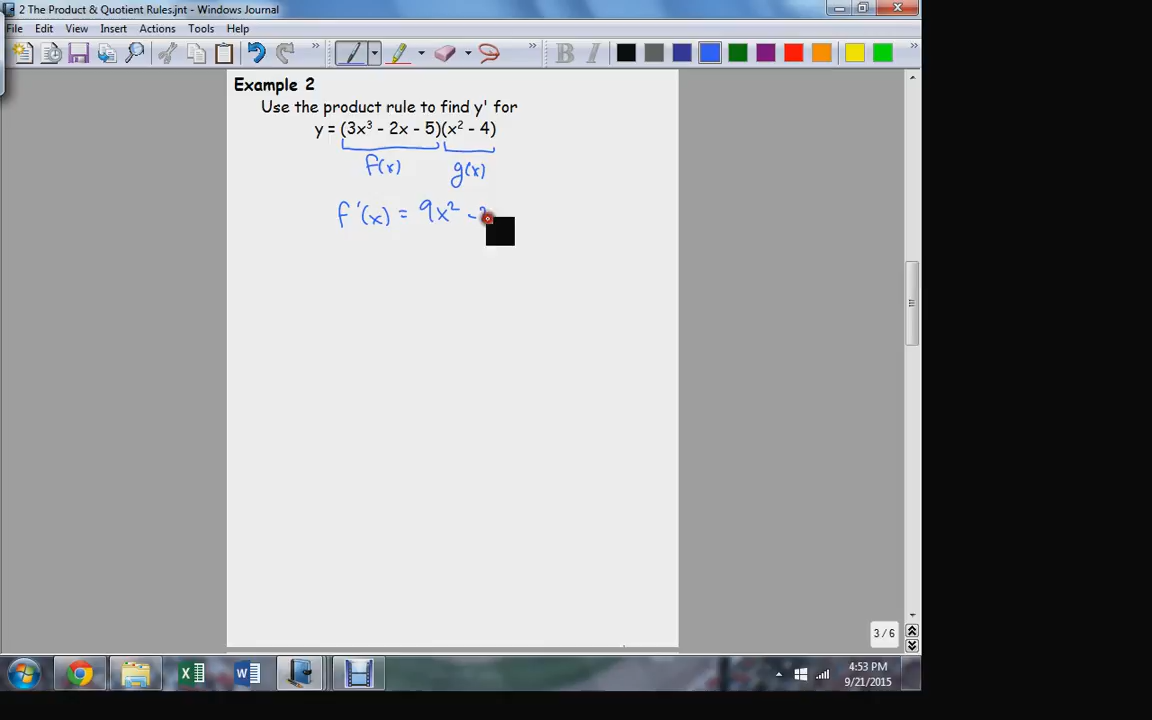 2 The Product & Quotient Rules.jnt - Windows Journal
File Edit View Insert Actions Tools Help
B I
Example 2
Use the product rule to find y' for
y = (3x³ - 2x - 5)(x² - 4)
f(x) g(x)
f'(x) = 9x² -
3 / 6
4:53 PM
9/21/2015